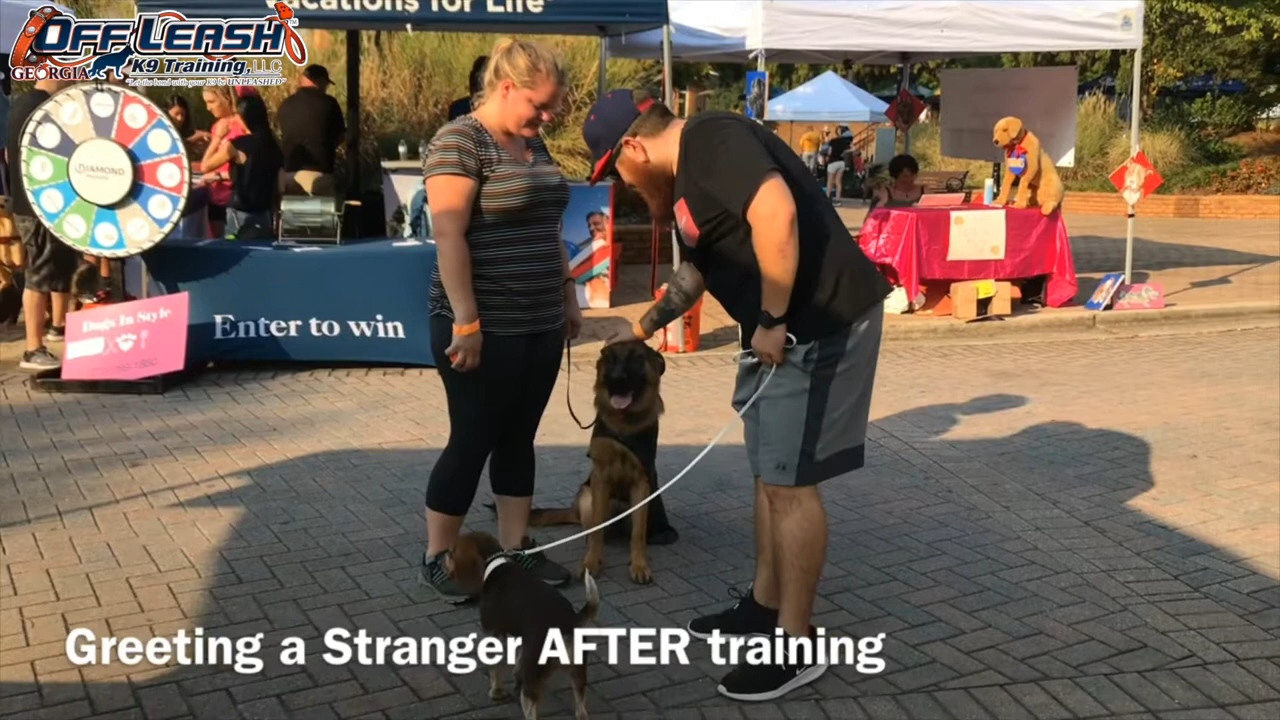 Vacations for Life®
OFF LEASH
GEORGIA K9 Training, LLC
"Let the bond with your K9 be UNLEASHED!"
DIAMOND
Dogs In Style
Enter to win
Greeting a Stranger AFTER training